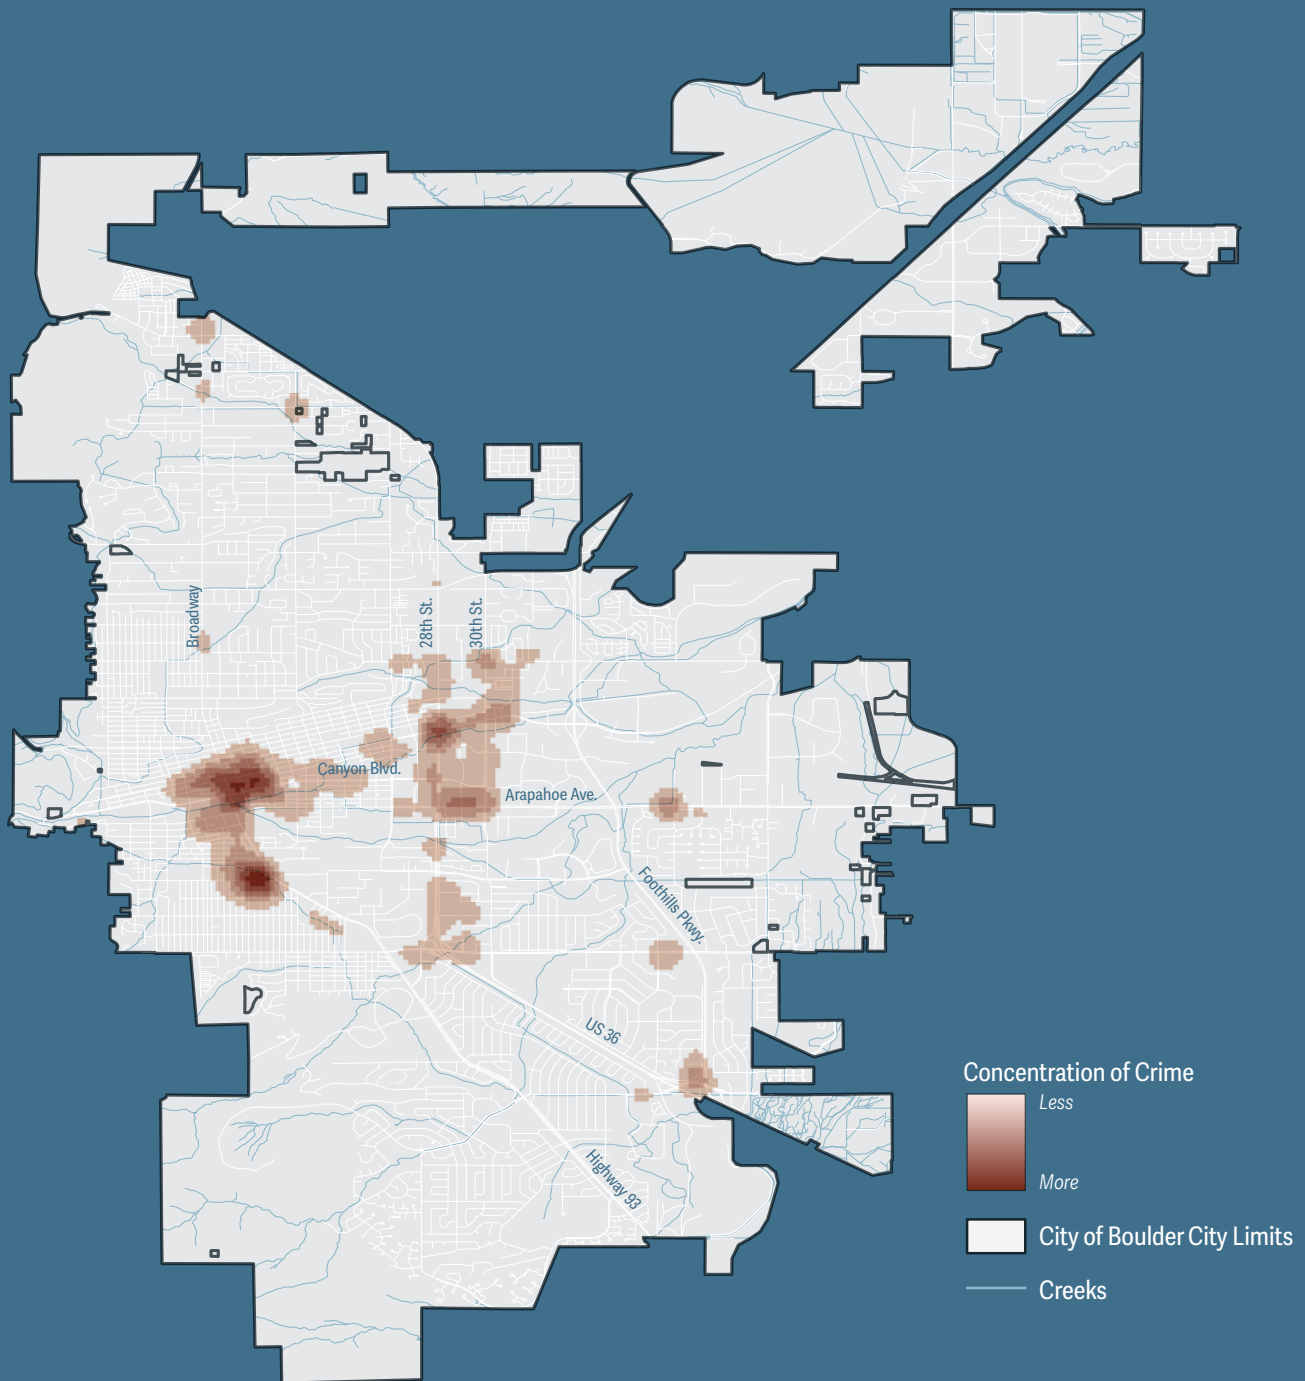 Broadway
28th St.
30th St.
Canyon Blvd.
Arapahoe Ave.
Foothills Pkwy.
US 36
Highway 93
Concentration of Crime
Less
More
City of Boulder City Limits
Creeks